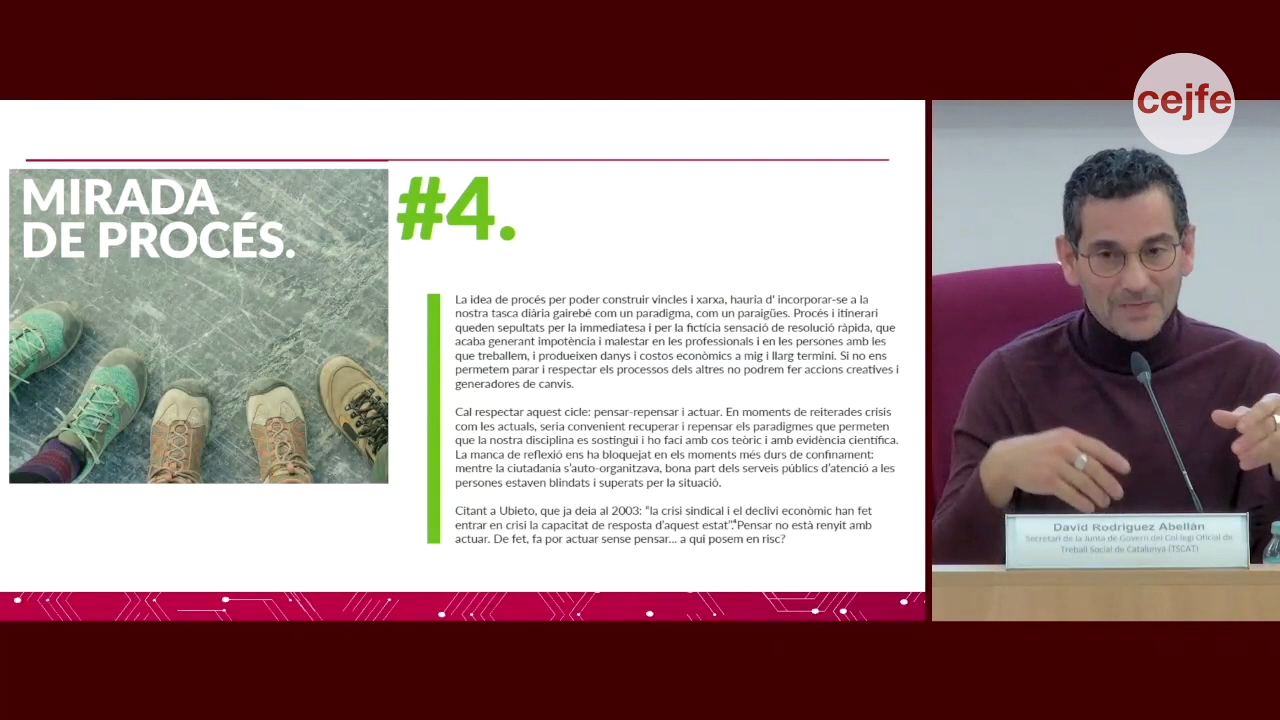 cejfe
MIRADA
DE PROCÉS.
#4.
La idea de procés per poder construir vincles i xarxa, hauria d' incorporar-se a la
nostra tasca diària gairebé com un paradigma, com un paraigües. Procés i itinerari
queden sepultats per la immediatesa i per la fictícia sensació de resolució ràpida, que
acaba generant impotència i malestar en les professionals i en les persones amb les
que treballem, i produeixen danys i costos econòmics a mig i llarg termini. Si no ens
permetem parar i respectar els processos dels altres no podrem fer accions creatives i
generadores de canvis.
Cal respectar aquest cicle: pensar-repensar i actuar. En moments de reiterades crisis
com les actuals, seria convenient recuperar i repensar els paradigmes que permeten
que la nostra disciplina es sostingui i ho faci amb cos teòric i amb evidència científica.
La manca de reflexió ens ha bloquejat en els moments més durs de confinament:
mentre la ciutadania s’auto-organitzava, bona part dels serveis públics d’atenció a les
persones estaven blindats i superats per la situació.
Citant a Ubieto, que ja deia al 2003: “la crisi sindical i el declivi econòmic han fet
entrar en crisi la capacitat de resposta d’aquest estat”.⁴Pensar no està renyit amb
actuar. De fet, fa por actuar sense pensar... a qui posem en risc?
David Rodríguez Abellàn
Secretari de la Junta de Govern del Col·legi Oficial de
Treball Social de Catalunya (TSCAT)